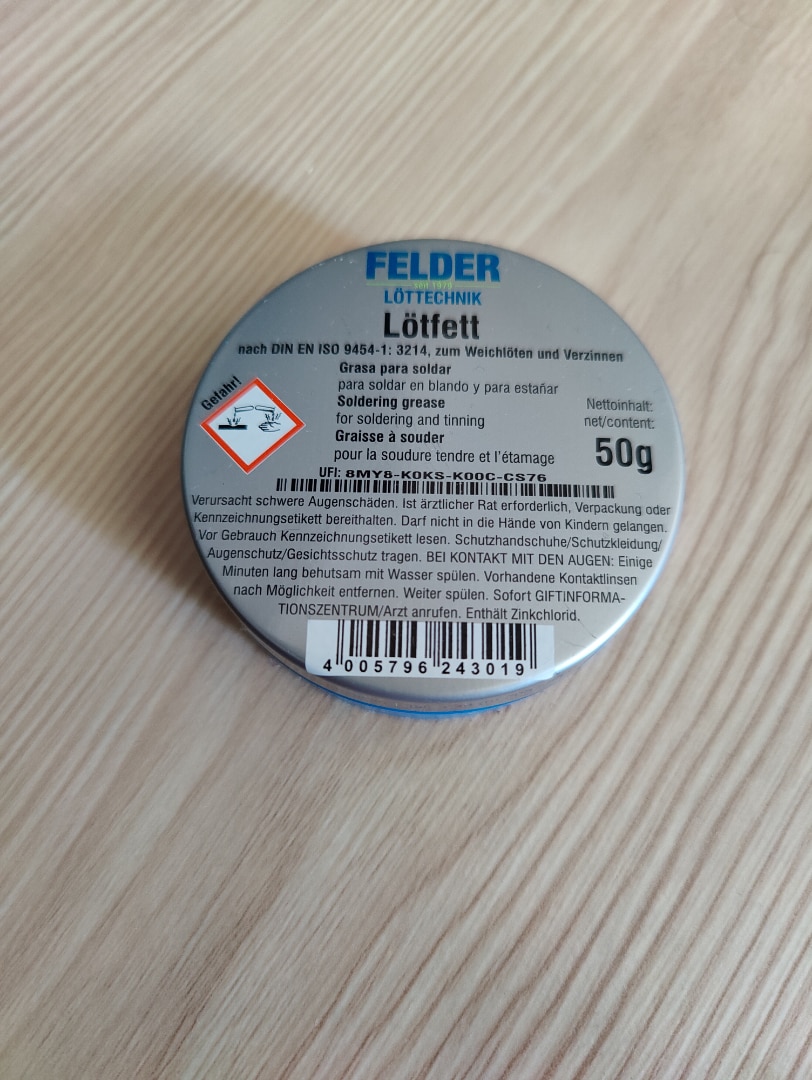 FELDER
seit 1979
LÖTTECHNIK
Lötfett
nach DIN EN ISO 9454-1: 3214, zum Weichlöten und Verzinnen
Gefahr!
Grasa para soldar
para soldar en blando y para estañar
Soldering grease
for soldering and tinning
Graisse à souder
pour la soudure tendre et l'étamage
Nettoinhalt:
net/content:
50g
UFI: 8MY8-K0KS-K00C-CS76
Verursacht schwere Augenschäden. Ist ärztlicher Rat erforderlich, Verpackung oder
Kennzeichnungsetikett bereithalten. Darf nicht in die Hände von Kindern gelangen.
Vor Gebrauch Kennzeichnungsetikett lesen. Schutzhandschuhe/Schutzkleidung/
Augenschutz/Gesichtsschutz tragen. BEI KONTAKT MIT DEN AUGEN: Einige
Minuten lang behutsam mit Wasser spülen. Vorhandene Kontaktlinsen
nach Möglichkeit entfernen. Weiter spülen. Sofort GIFTINFORMA-
TIONSZENTRUM/Arzt anrufen. Enthält Zinkchlorid.
4 005796 243019